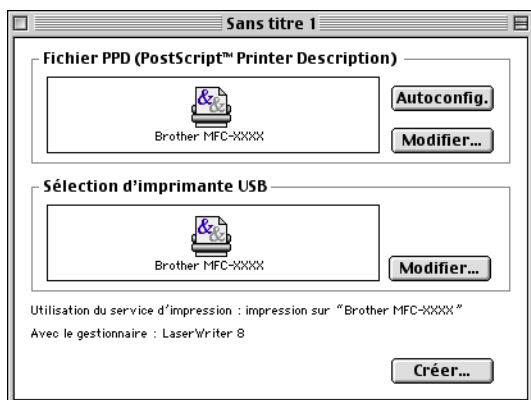 Sans titre 1
Fichier PPD (PostScript™ Printer Description)
Brother MFC-XXXX
Autoconfig.
Modifier...
Sélection d'imprimante USB
Brother MFC-XXXX
Modifier...
Utilisation du service d'impression : impression sur "Brother MFC-XXXX"
Avec le gestionnaire : LaserWriter 8
Créer...